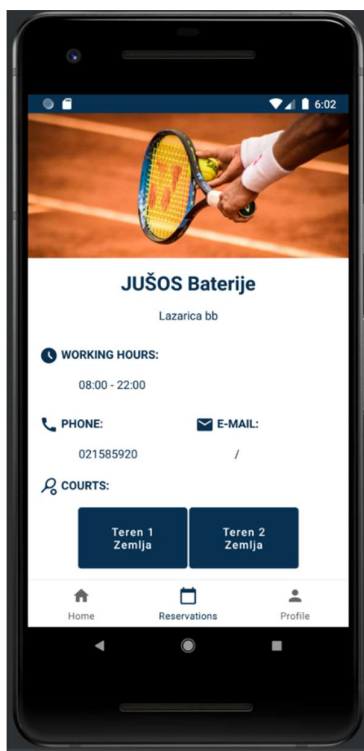 6:02
JUŠOS Baterije
Lazarica bb
WORKING HOURS:
08:00 - 22:00
PHONE:
E-MAIL:
021585920
/
COURTS:
Teren 1
Zemlja
Teren 2
Zemlja
Home
Reservations
Profile